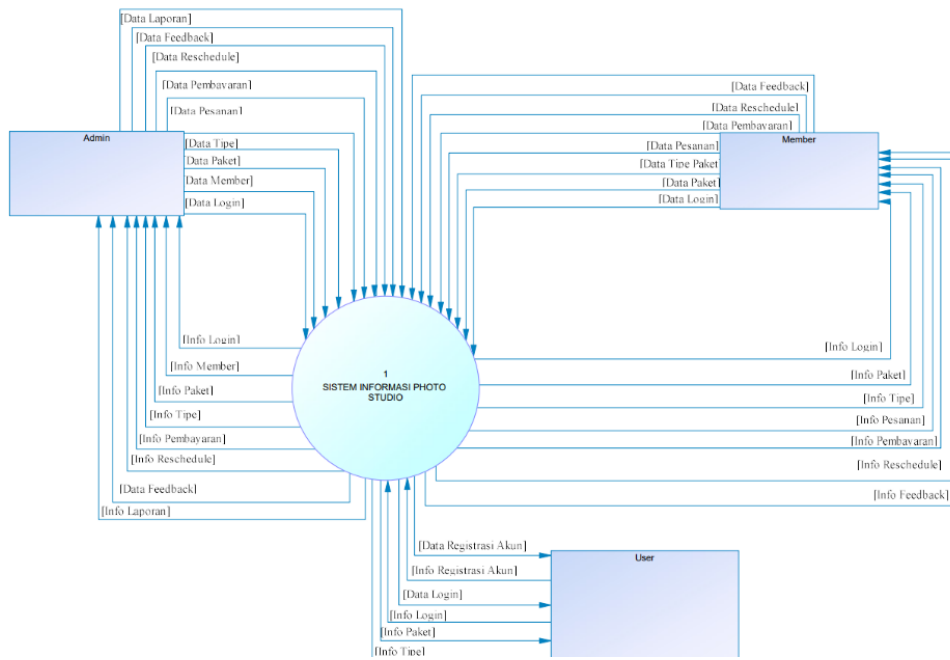 [Data Laporan]
[Data Feedback]
[Data Reschedule]
[Data Pembayaran]
[Data Pesanan]
Admin
[Data Tipe]
[Data Paket]
[Data Member]
[Data Login]
[Data Feedback]
[Data Reschedule]
[Data Pembayaran]
Member
[Data Pesanan]
[Data Tipe Paket]
[Data Paket]
[Data Login]
[Info Login]
[Info Member]
[Info Paket]
[Info Tipe]
[Info Pembayaran]
[Info Reschedule]
[Data Feedback]
[Info Laporan]
1
SISTEM INFORMASI PHOTO
STUDIO
[Info Login]
[Info Paket]
[Info Tipe]
[Info Pesanan]
[Info Pembayaran]
[Info Reschedule]
[Info Feedback]
[Data Registrasi Akun]
[Info Registrasi Akun]
[Data Login]
[Info Login]
[Info Paket]
[Info Tipe]
User